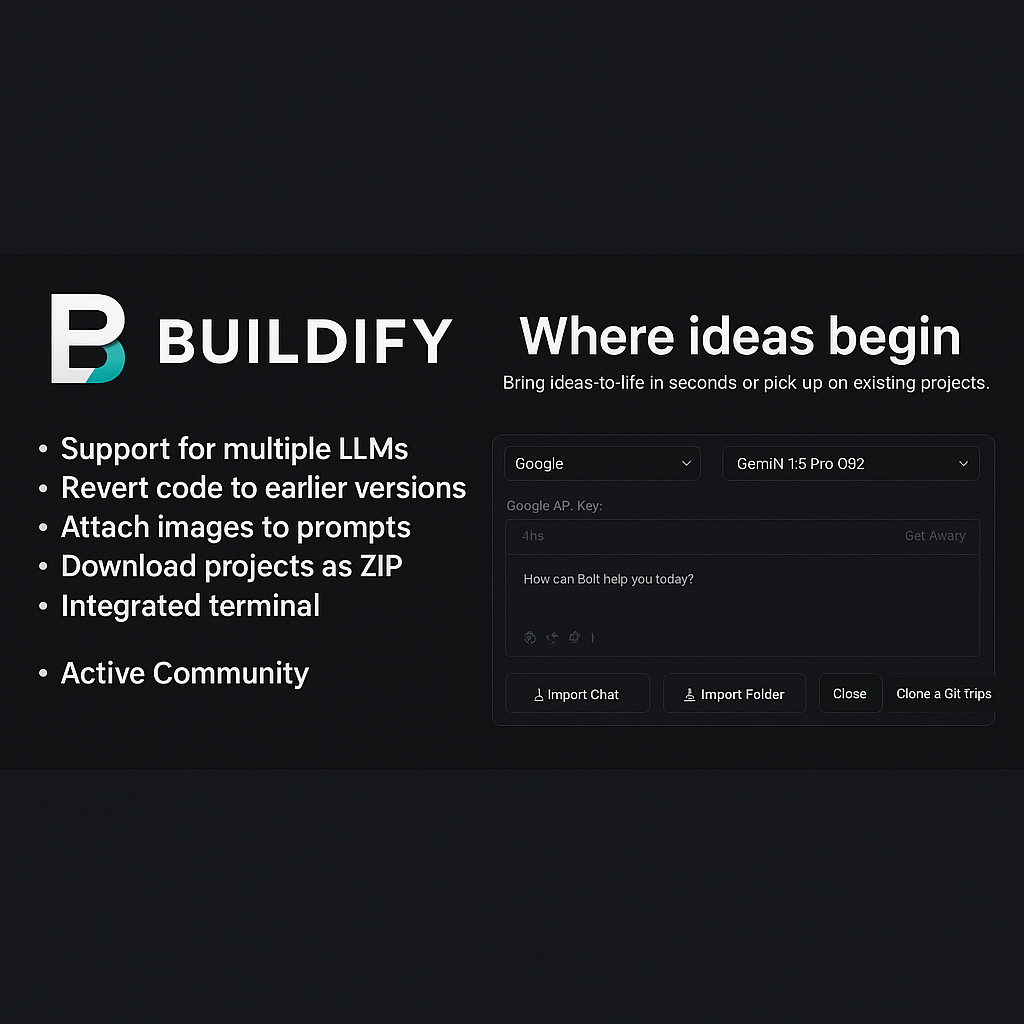 BUILDIFY
Support for multiple LLMs
Revert code to earlier versions
Attach images to prompts
Download projects as ZIP
Integrated terminal
Active Community
Where ideas begin
Bring ideas-to-life in seconds or pick up on existing projects.
Google
GemiN 1:5 Pro O92
Google AP. Key:
4hs
Get Awary
How can Bolt help you today?
Import Chat
Import Folder
Close
Clone a Git Trips